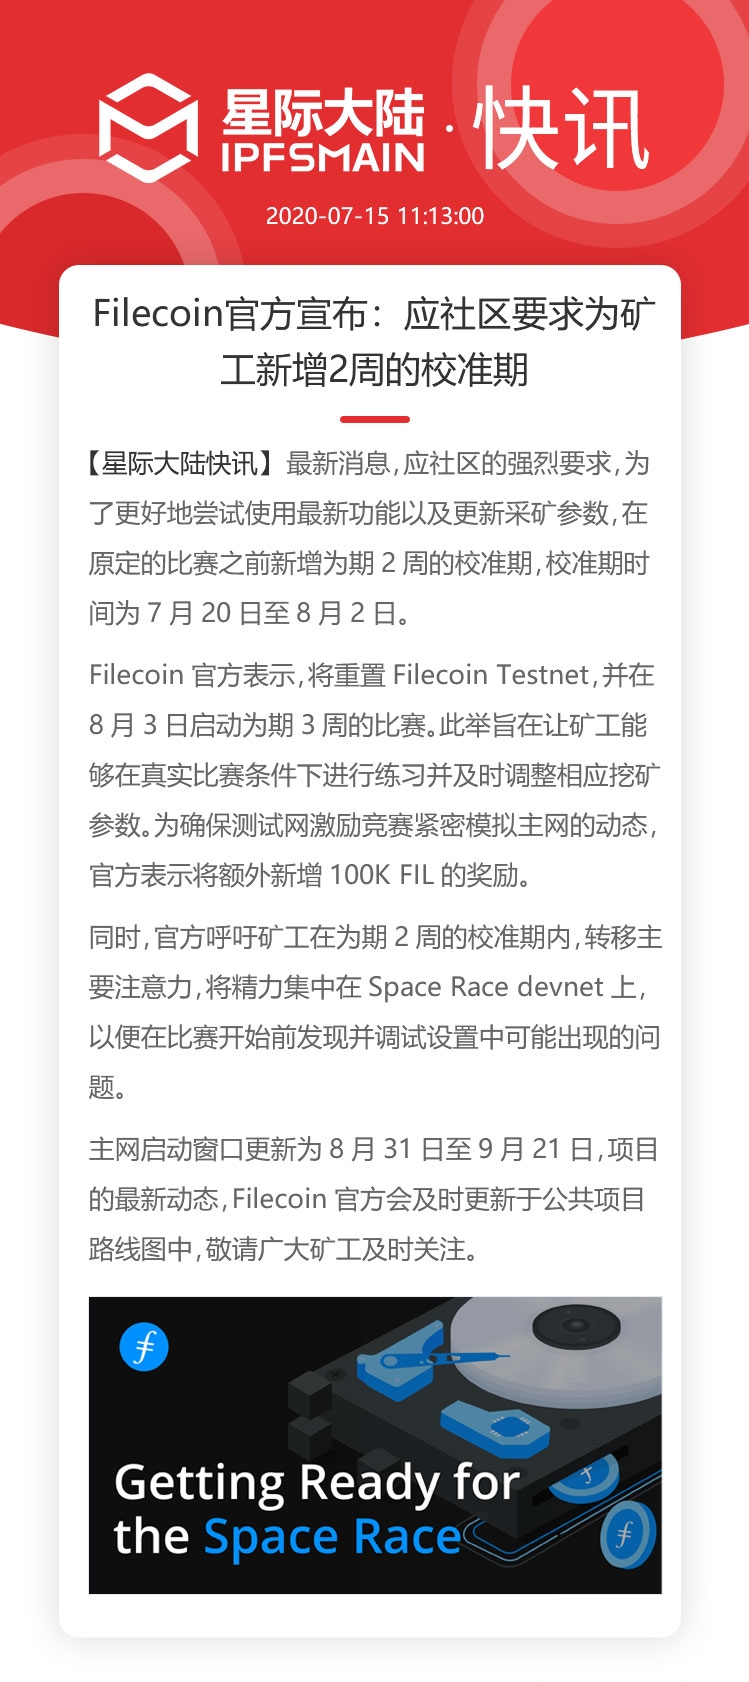 星际大陆
IPFSMAIN
·快讯
2020-07-15 11:13:00
Filecoin官方宣布：应社区要求为矿
工新增2周的校准期
【星际大陆快讯】最新消息,应社区的强烈要求,为
了更好地尝试使用最新功能以及更新采矿参数,在
原定的比赛之前新增为期 2 周的校准期,校准期时
间为 7 月 20 日至 8 月 2 日。
Filecoin 官方表示,将重置 Filecoin Testnet,并在
8 月 3 日启动为期 3 周的比赛。此举旨在让矿工能
够在真实比赛条件下进行练习并及时调整相应挖矿
参数。为确保测试网激励竞赛紧密模拟主网的动态,
官方表示将额外新增 100K FIL 的奖励。
同时,官方呼吁矿工在为期 2 周的校准期内,转移主
要注意力,将精力集中在 Space Race devnet 上,
以便在比赛开始前发现并调试设置中可能出现的问
题。
主网启动窗口更新为 8 月 31 日至 9 月 21 日,项目
的最新动态,Filecoin 官方会及时更新于公共项目
路线图中,敬请广大矿工及时关注。
Getting Ready for
the Space Race